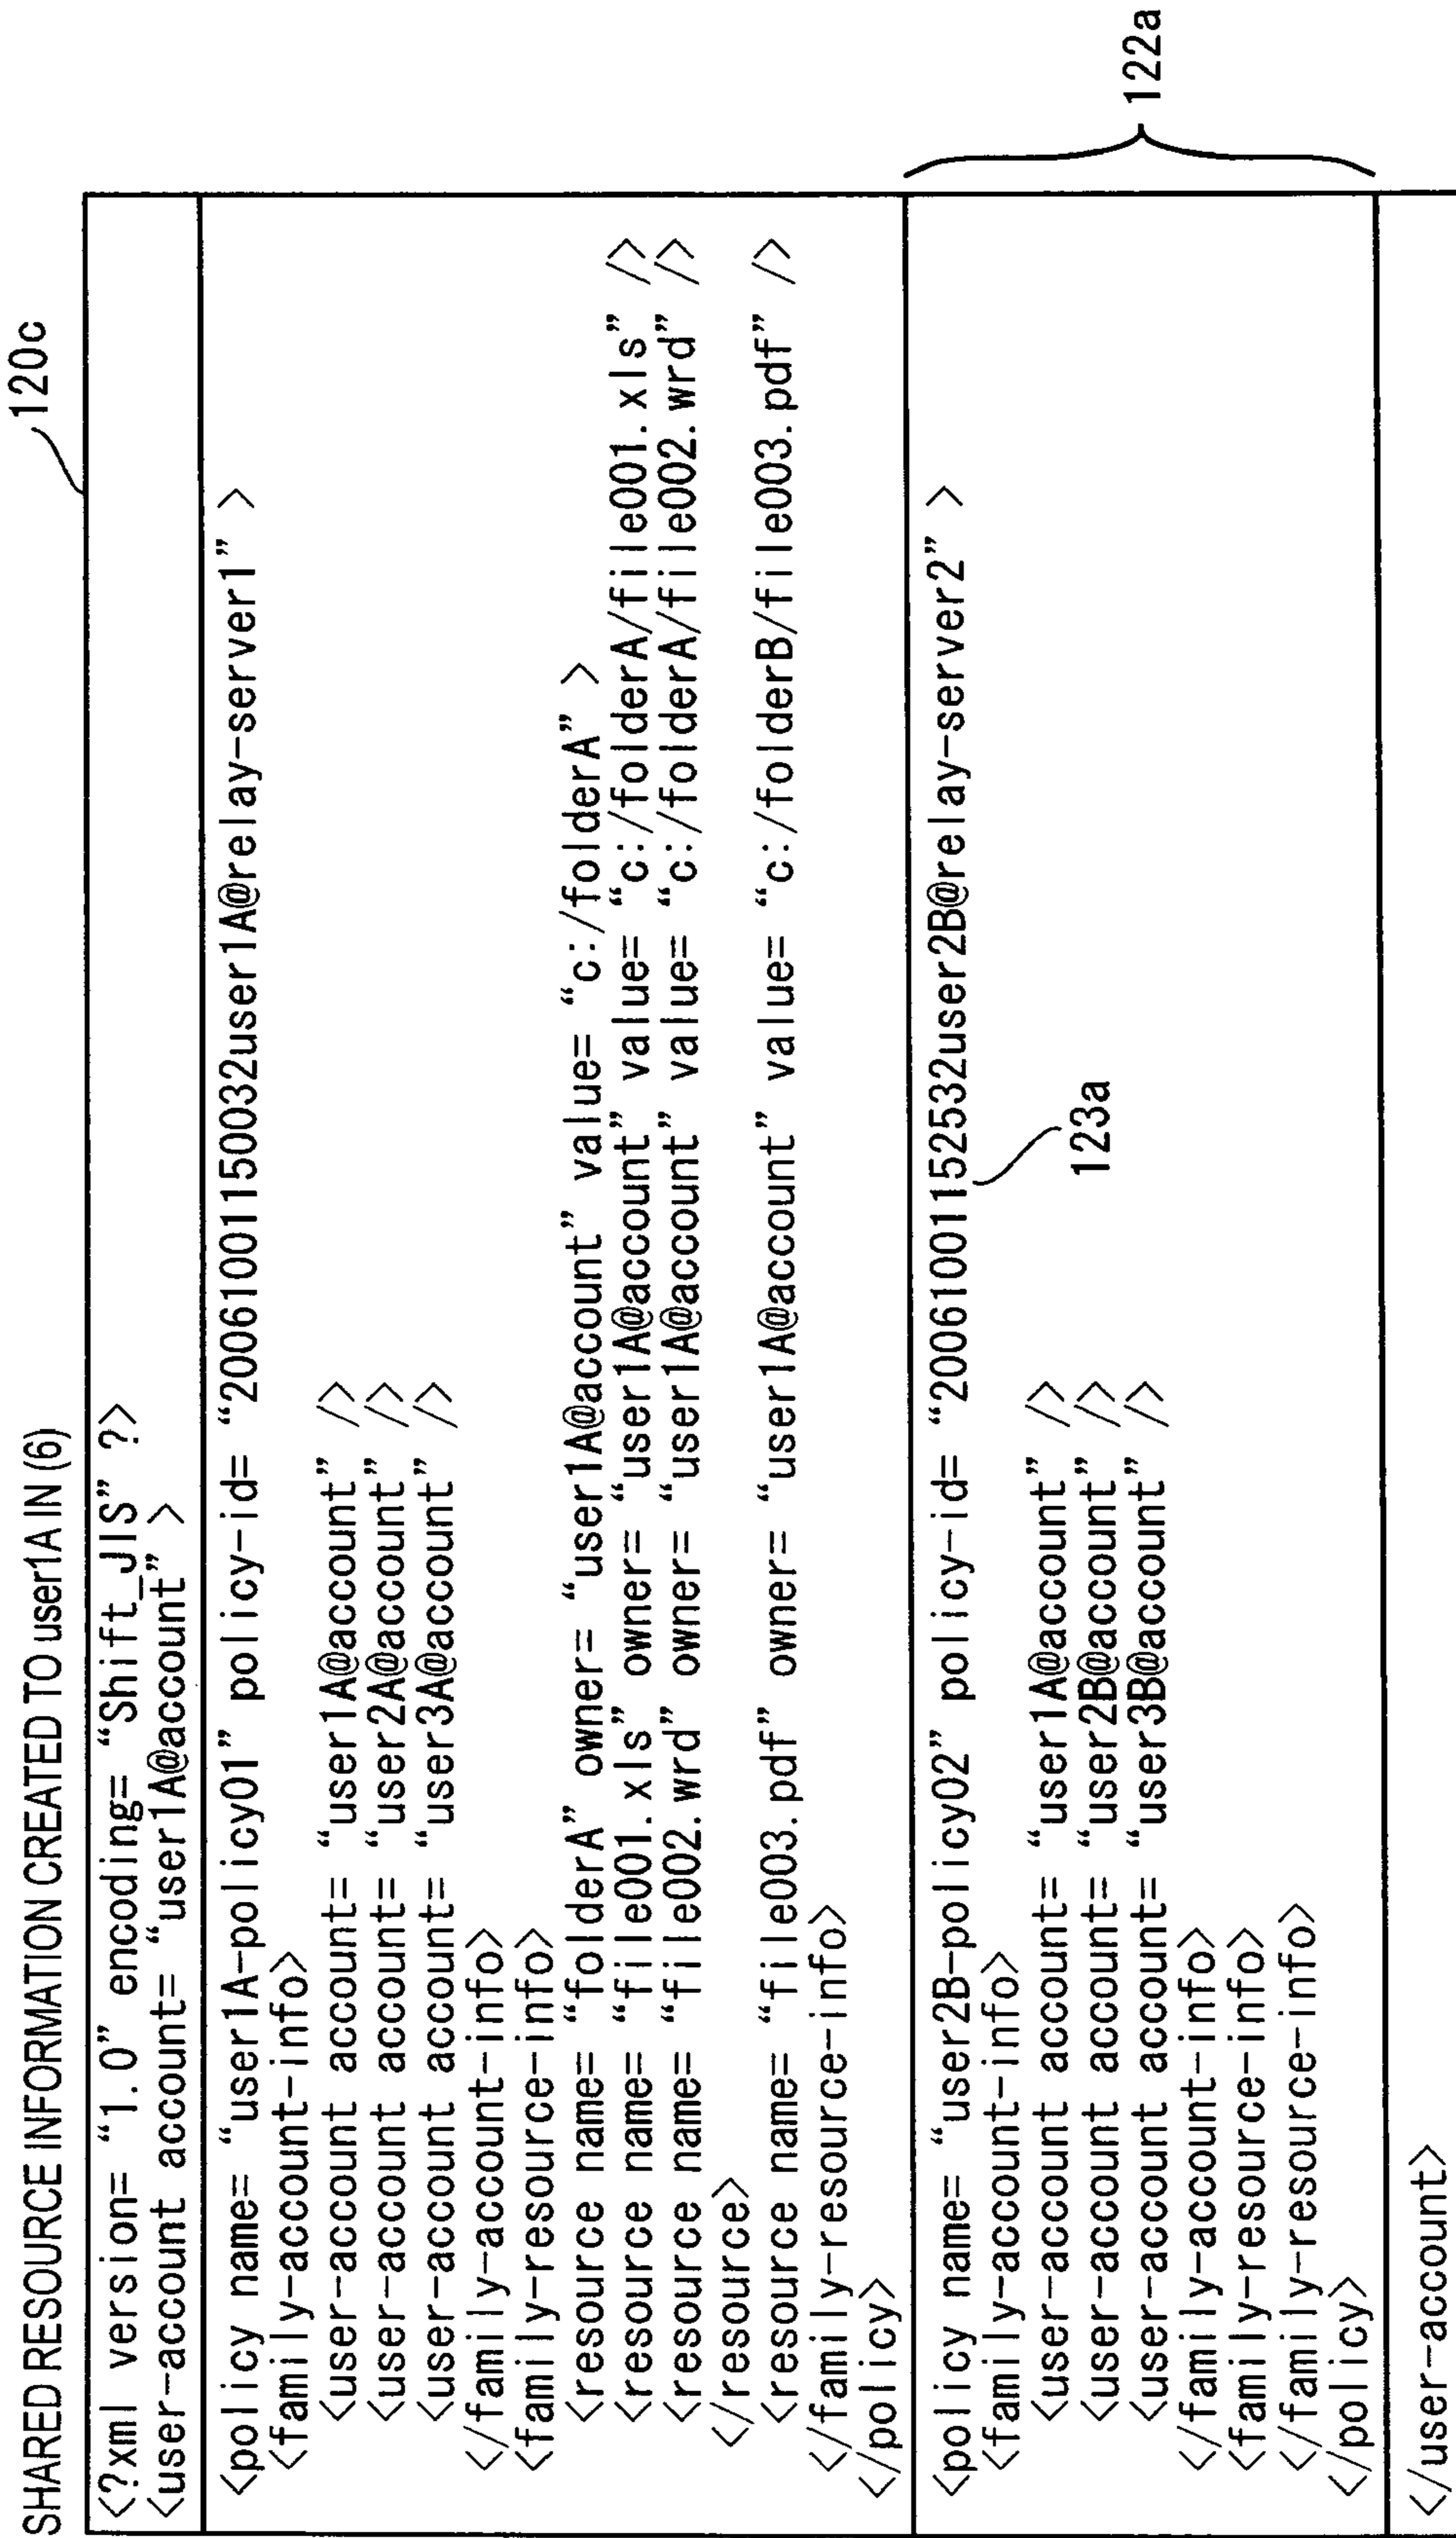 SHARED RESOURCE INFORMATION CREATED TO user1A IN (6)
120c
<?xml version= “1.0” encoding= “Shift_JIS” ?>
<user-account account= “user1A@account” >
<policy name= “user1A-policy01” policy-id= “20061001150032user1A@relay-server1” >
<family-account-info>
<user-account account= “user1A@account” />
<user-account account= “user2A@account” />
<user-account account= “user3A@account” />
</family-account-info>
<family-resource-info>
<resource name= “folderA” owner= “user1A@account” value= “c:/folderA” >
<resource name= “file001.xls” owner= “user1A@account” value= “c:/folderA/file001.xls” />
<resource name= “file002.wrd” owner= “user1A@account” value= “c:/folderA/file002.wrd” />
</resource>
<resource name= “file003.pdf” owner= “user1A@account” value= “c:/folderB/file003.pdf” />
</family-resource-info>
</policy>
<policy name= “user2B-policy02” policy-id= “20061001152532user2B@relay-server2” >
<family-account-info>
123a
<user-account account= “user1A@account” />
<user-account account= “user2B@account” />
<user-account account= “user3B@account” />
</family-account-info>
<family-resource-info>
</family-resource-info>
</policy>
122a
</user-account>